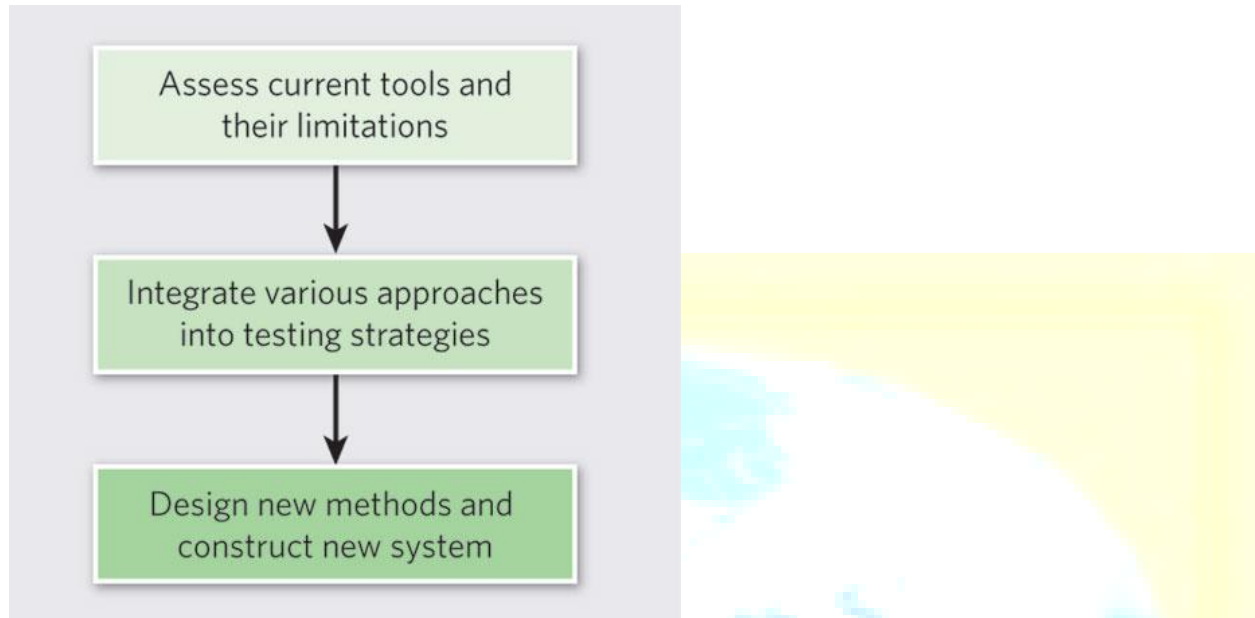 Assess current tools and
their limitations
Integrate various approaches
into testing strategies
Design new methods and
construct new system